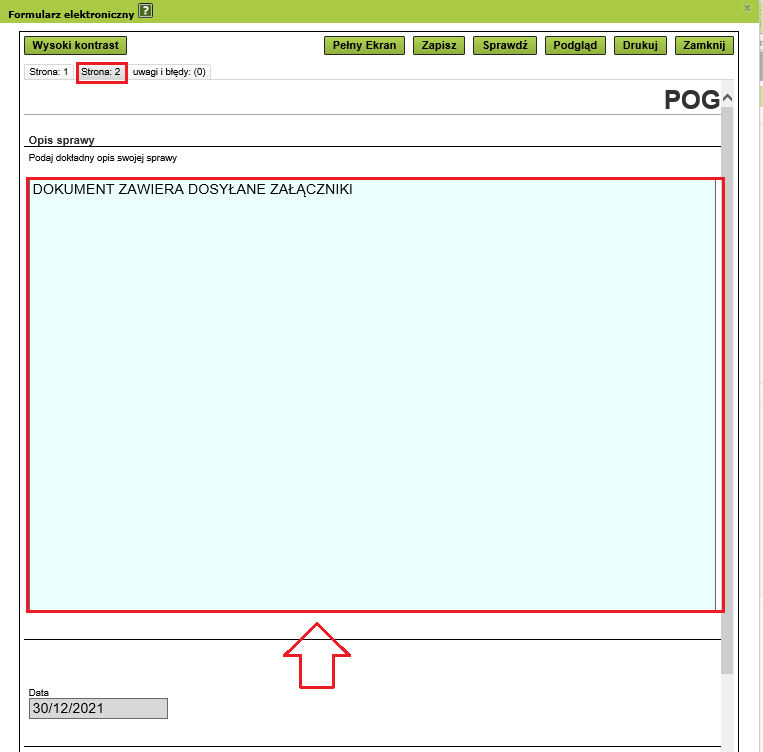 Formularz elektroniczny ?
Wysoki kontrast Pełny Ekran Zapisz Sprawdź Podgląd Drukuj Zamknij
Strona: 1 Strona: 2 uwagi i błędy: (0)
POG
Opis sprawy
Podaj dokładny opis swojej sprawy
DOKUMENT ZAWIERA DOSYŁANE ZAŁĄCZNIKI
Data
30/12/2021